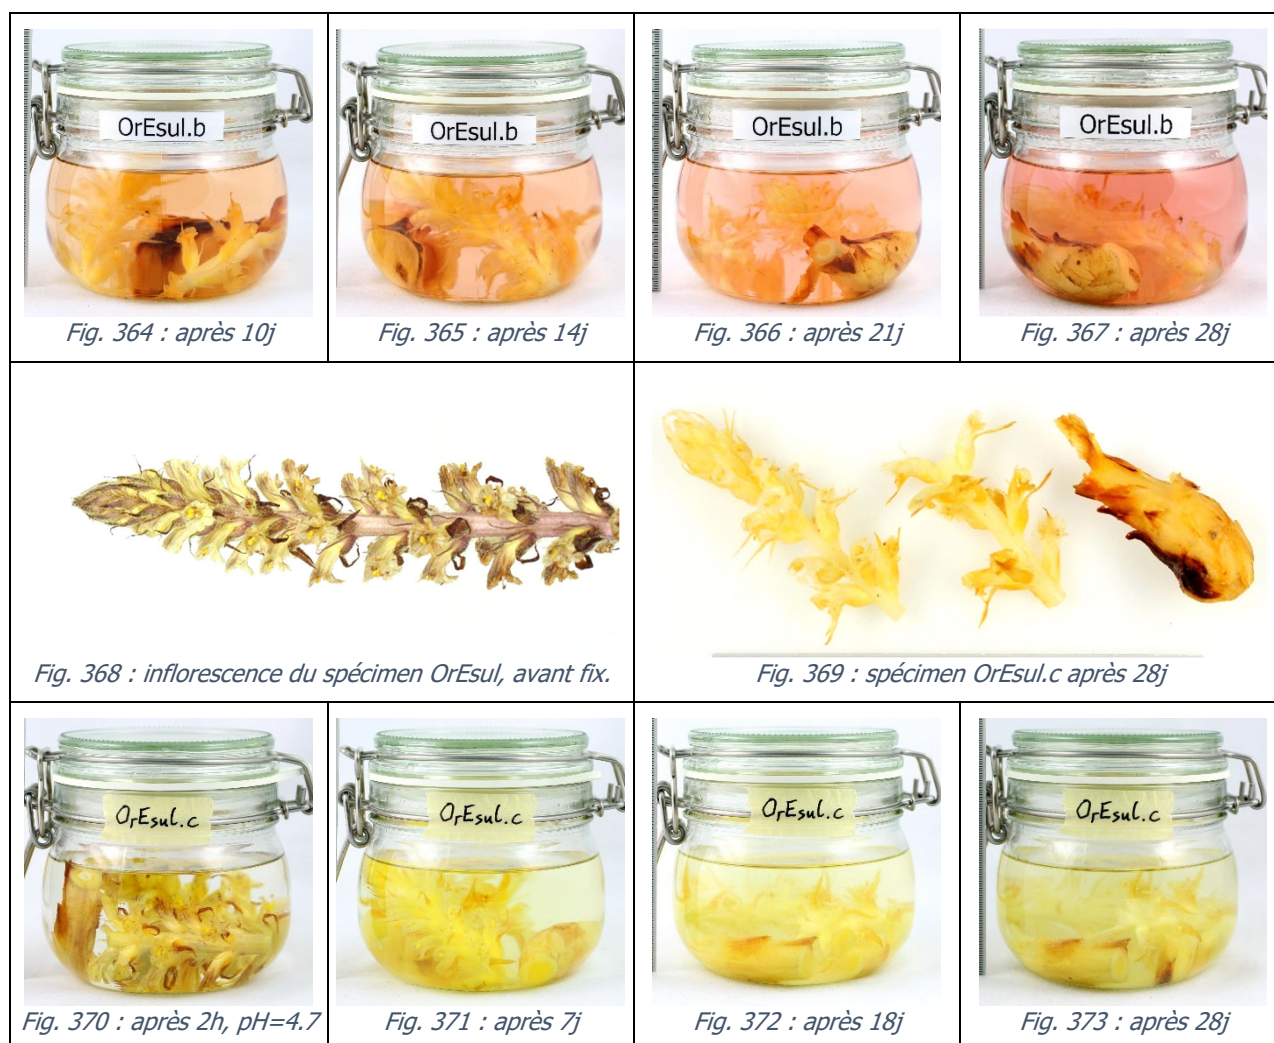 OrEsul.b
OrEsul.b
OrEsul.b
OrEsul.b
Fig. 364 : après 10j
Fig. 365 : après 14j
Fig. 366 : après 21j
Fig. 367 : après 28j
Fig. 368 : inflorescence du spécimen OrEsul, avant fix.
Fig. 369 : spécimen OrEsul.c après 28j
OrEsul.c
OrEsul.c
OrEsul.c
OrEsul.c
Fig. 370 : après 2h, pH=4.7
Fig. 371 : après 7j
Fig. 372 : après 18j
Fig. 373 : après 28j